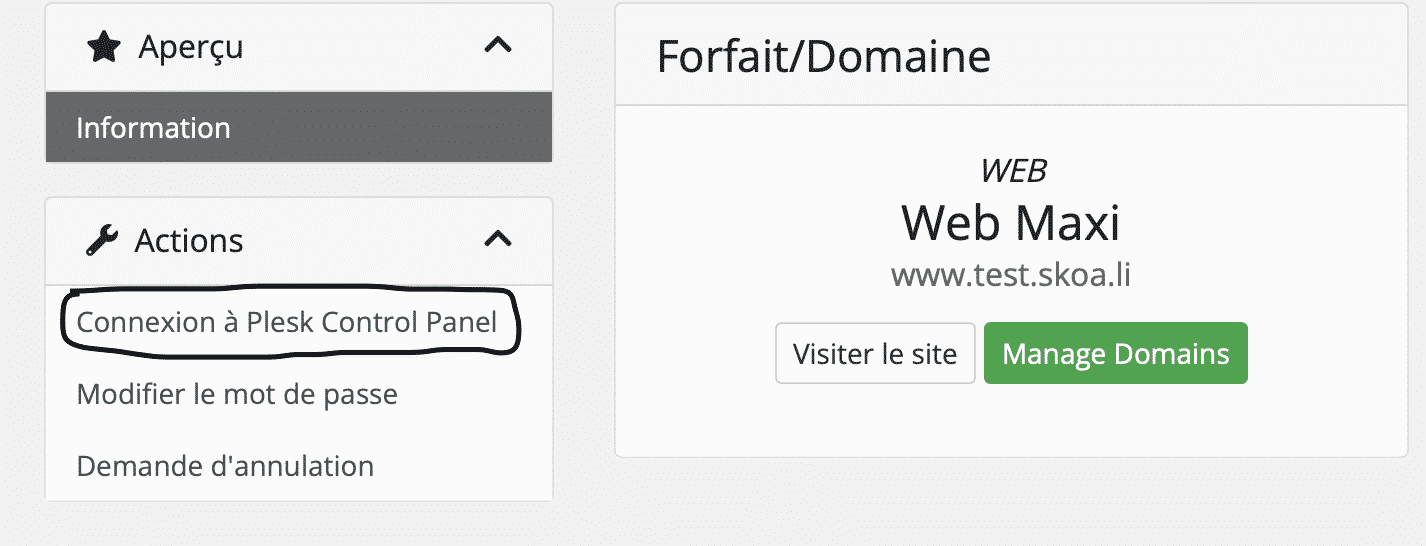 Aperçu
Information
Actions
Connexion à Plesk Control Panel
Modifier le mot de passe
Demande d'annulation
Forfait/Domaine
WEB
Web Maxi
www.test.skoa.li
Visiter le site
Manage Domains